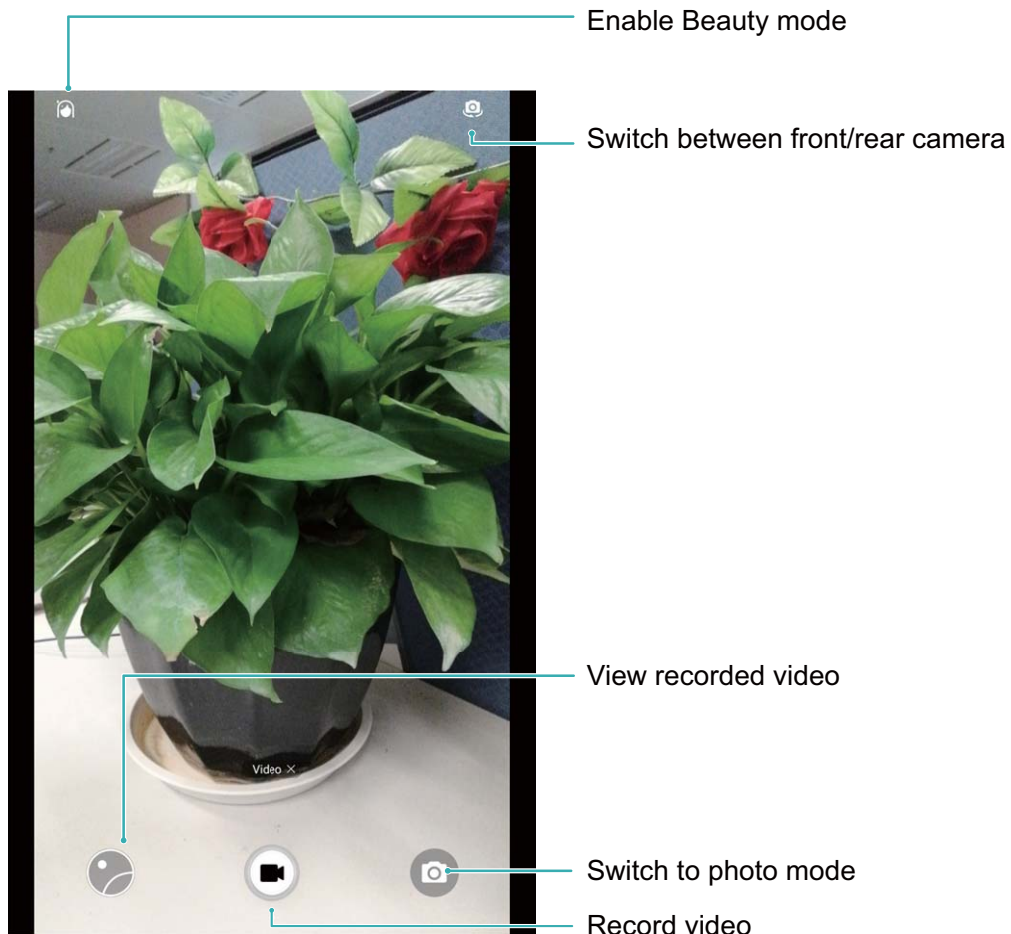 Enable Beauty mode
Switch between front/rear camera
View recorded video
Video ×
Switch to photo mode
Record video